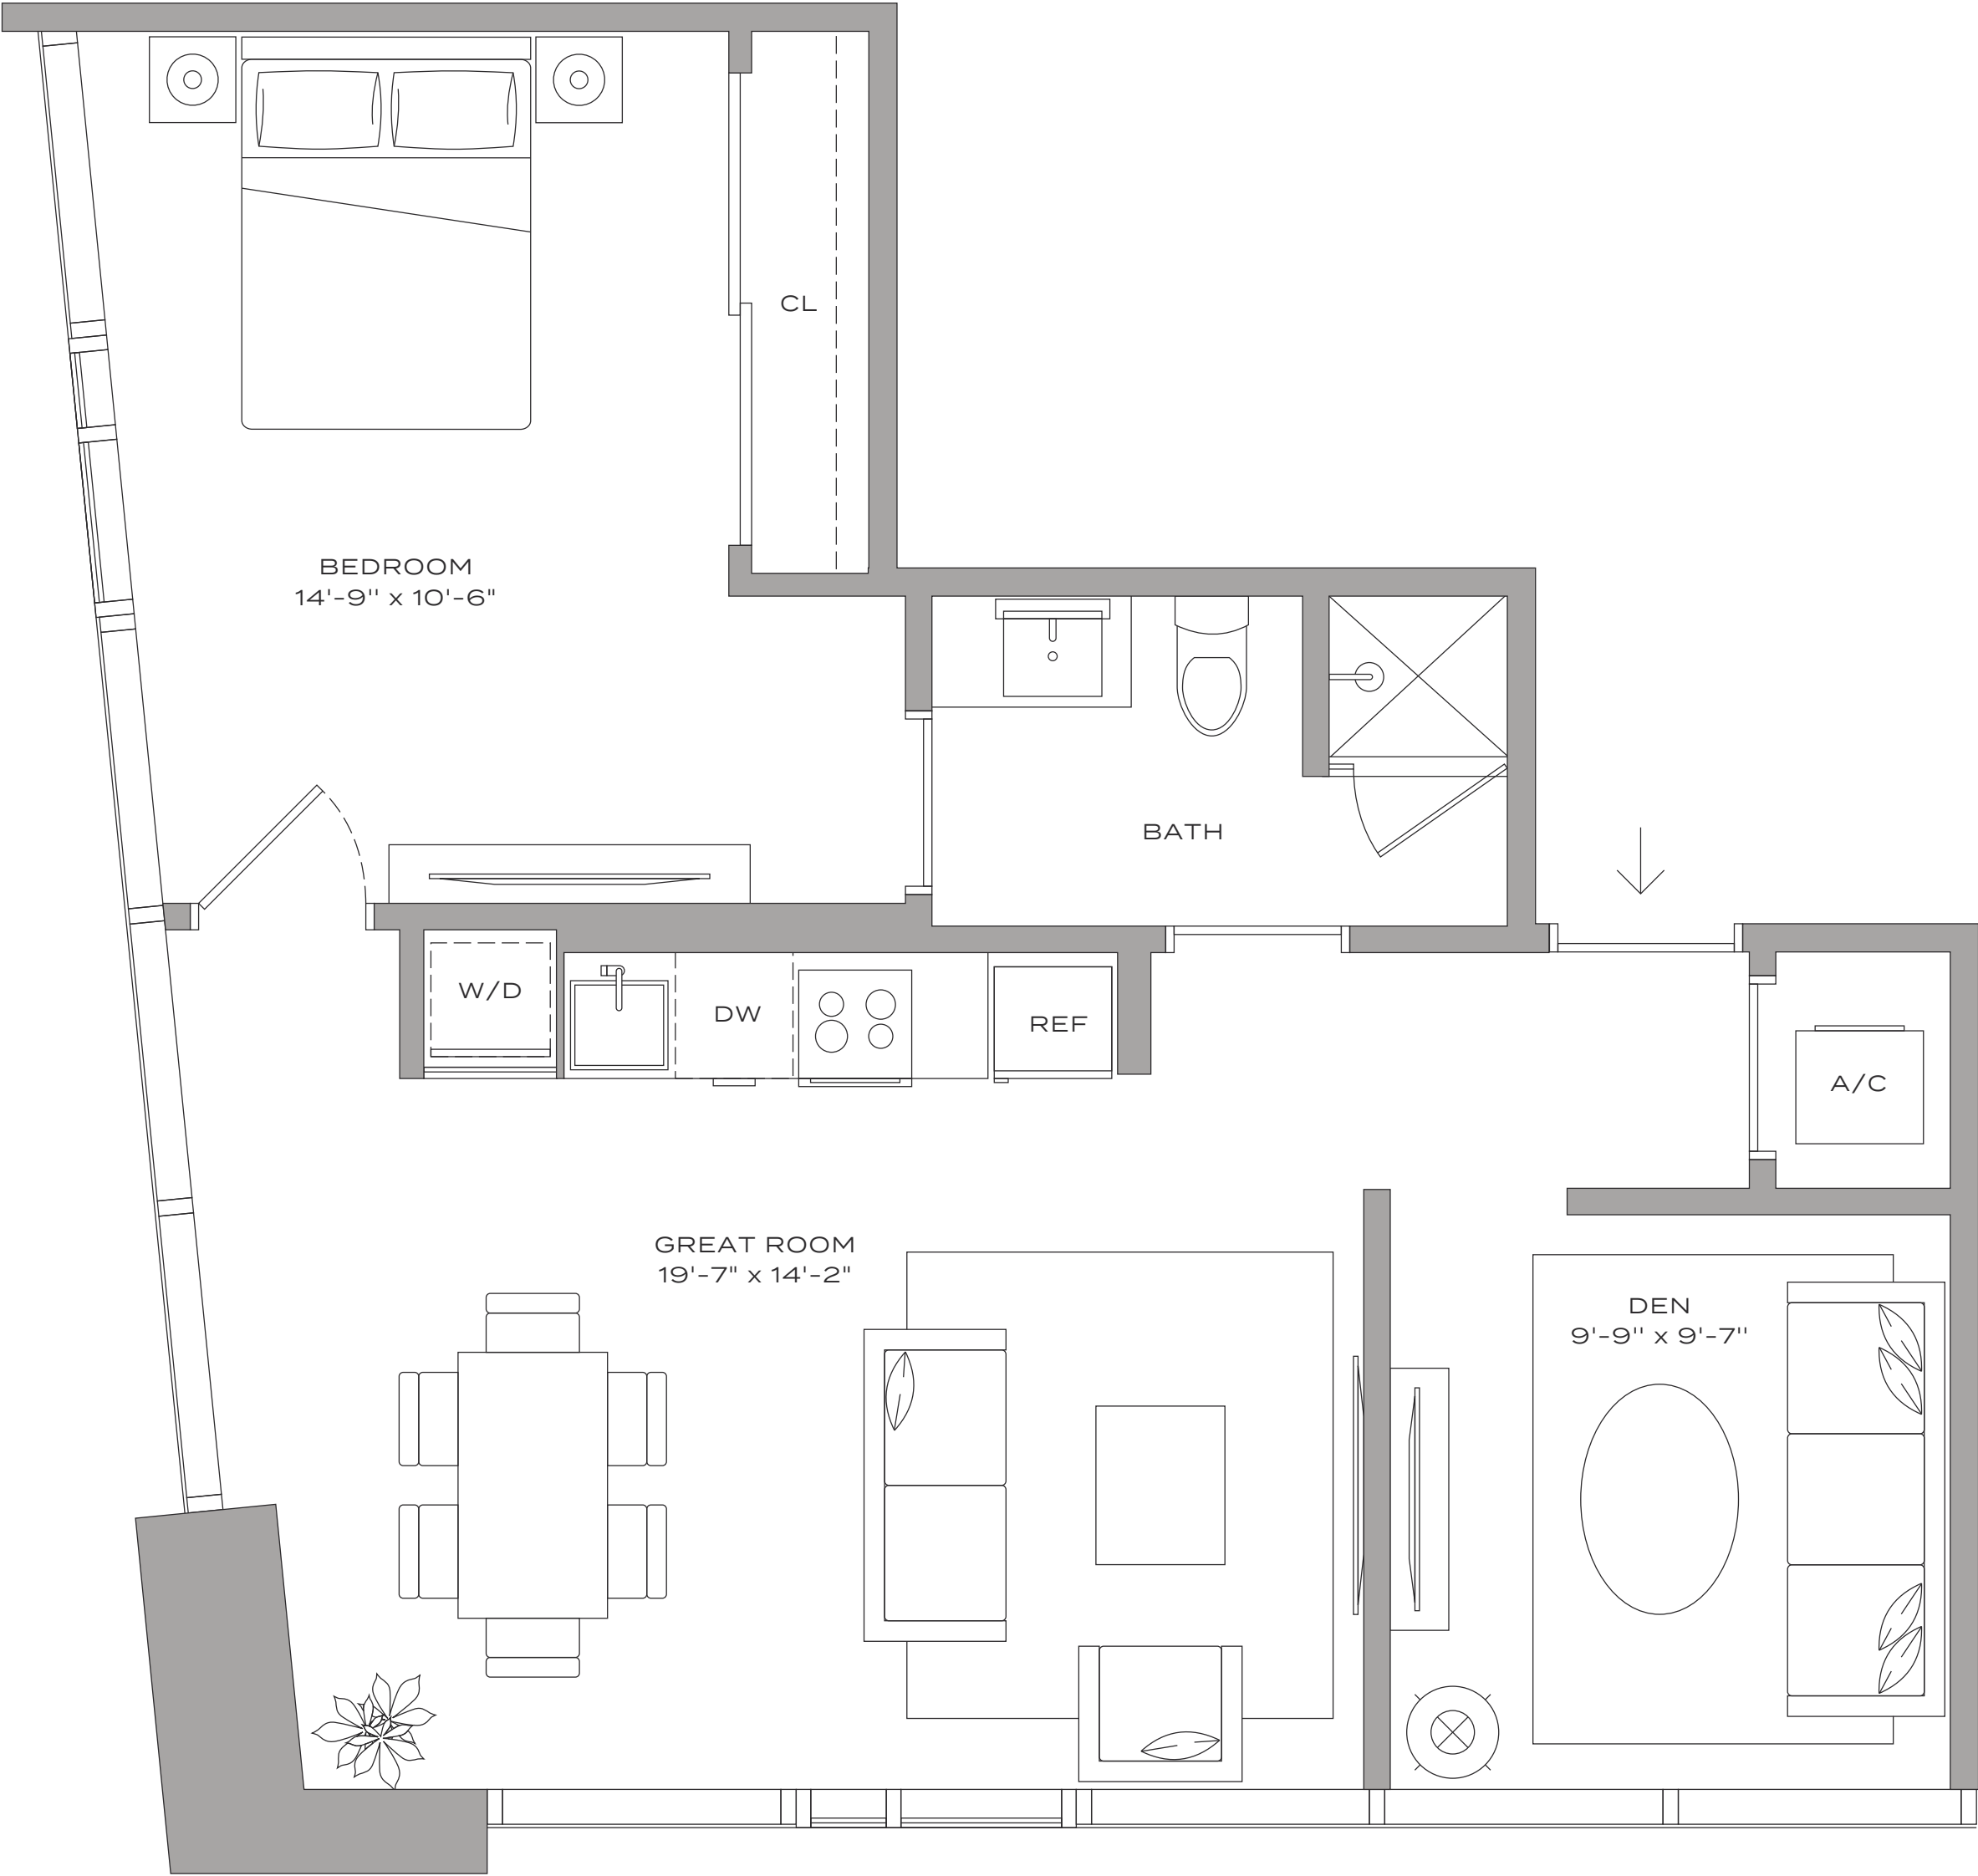 CL
BEDROOM
14'-9'' x 10'-6"
BATH
W/D
DW
REF
A/C
GREAT ROOM
19'-7" x 14'-2"
DEN
9'-9'' x 9'-7''